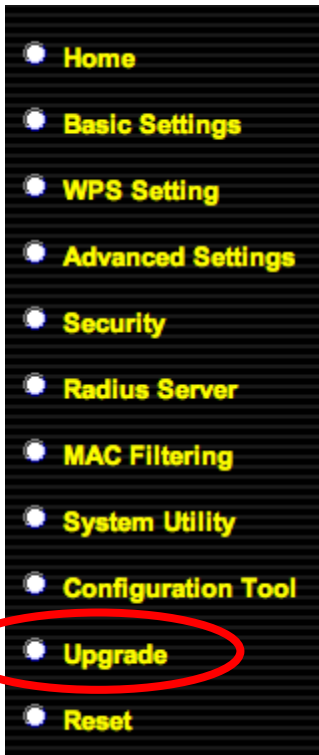 Home
Basic Settings
WPS Setting
Advanced Settings
Security
Radius Server
MAC Filtering
System Utility
Configuration Tool
Upgrade
Reset